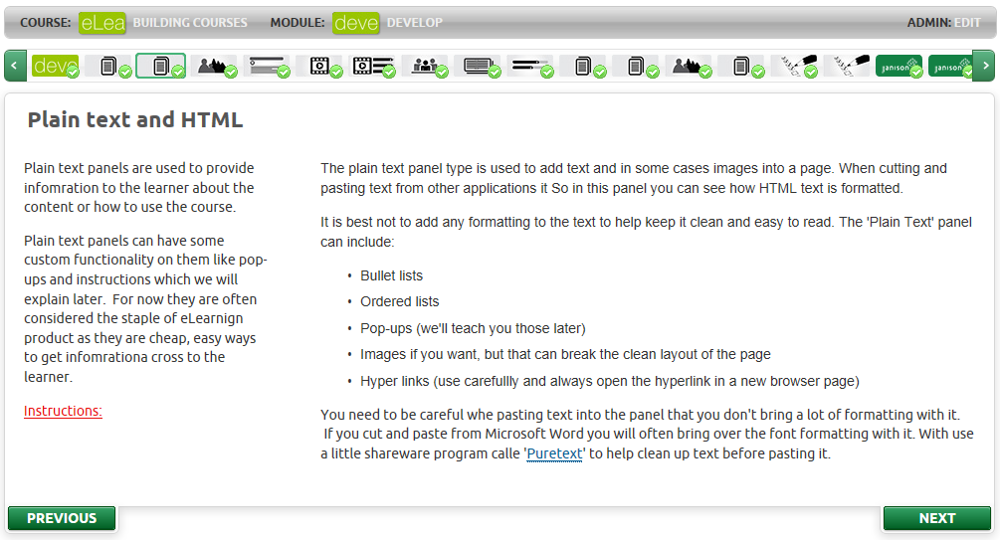 COURSE: eLea BUILDING COURSES MODULE: deve DEVELOP ADMIN: EDIT
deve janison janison
Plain text and HTML
Plain text panels are used to provide
infomration to the learner about the
content or how to use the course.
Plain text panels can have some
custom functionality on them like pop-
ups and instructions which we will
explain later. For now they are often
considered the staple of eLearnign
product as they are cheap, easy ways
to get infomrationa cross to the
learner.
Instructions:
The plain text panel type is used to add text and in some cases images into a page. When cutting and
pasting text from other applications it So in this panel you can see how HTML text is formatted.
It is best not to add any formatting to the text to help keep it clean and easy to read. The 'Plain Text' panel
can include:
• Bullet lists
• Ordered lists
• Pop-ups (we'll teach you those later)
• Images if you want, but that can break the clean layout of the page
• Hyper links (use carefullly and always open the hyperlink in a new browser page)
You need to be careful whe pasting text into the panel that you don't bring a lot of formatting with it.
If you cut and paste from Microsoft Word you will often bring over the font formatting with it. With use
a little shareware program calle 'Puretext' to help clean up text before pasting it.
PREVIOUS
NEXT